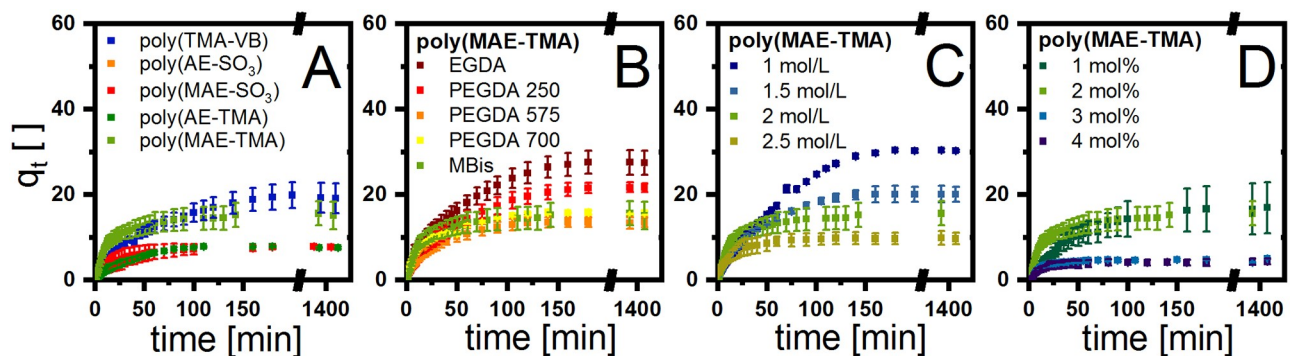 q_t [ ]
60
40
20
0
poly(TMA-VB)
poly(AE-SO₃)
poly(MAE-SO₃)
poly(AE-TMA)
poly(MAE-TMA)
A
0 50 100 150 1400
time [min]
60
40
20
0
poly(MAE-TMA)
EGDA
PEGDA 250
PEGDA 575
PEGDA 700
MBis
B
0 50 100 150 1400
time [min]
60
40
20
0
poly(MAE-TMA)
1 mol/L
1.5 mol/L
2 mol/L
2.5 mol/L
C
0 50 100 150 1400
time [min]
60
40
20
0
poly(MAE-TMA)
1 mol%
2 mol%
3 mol%
4 mol%
D
0 50 100 150 1400
time [min]